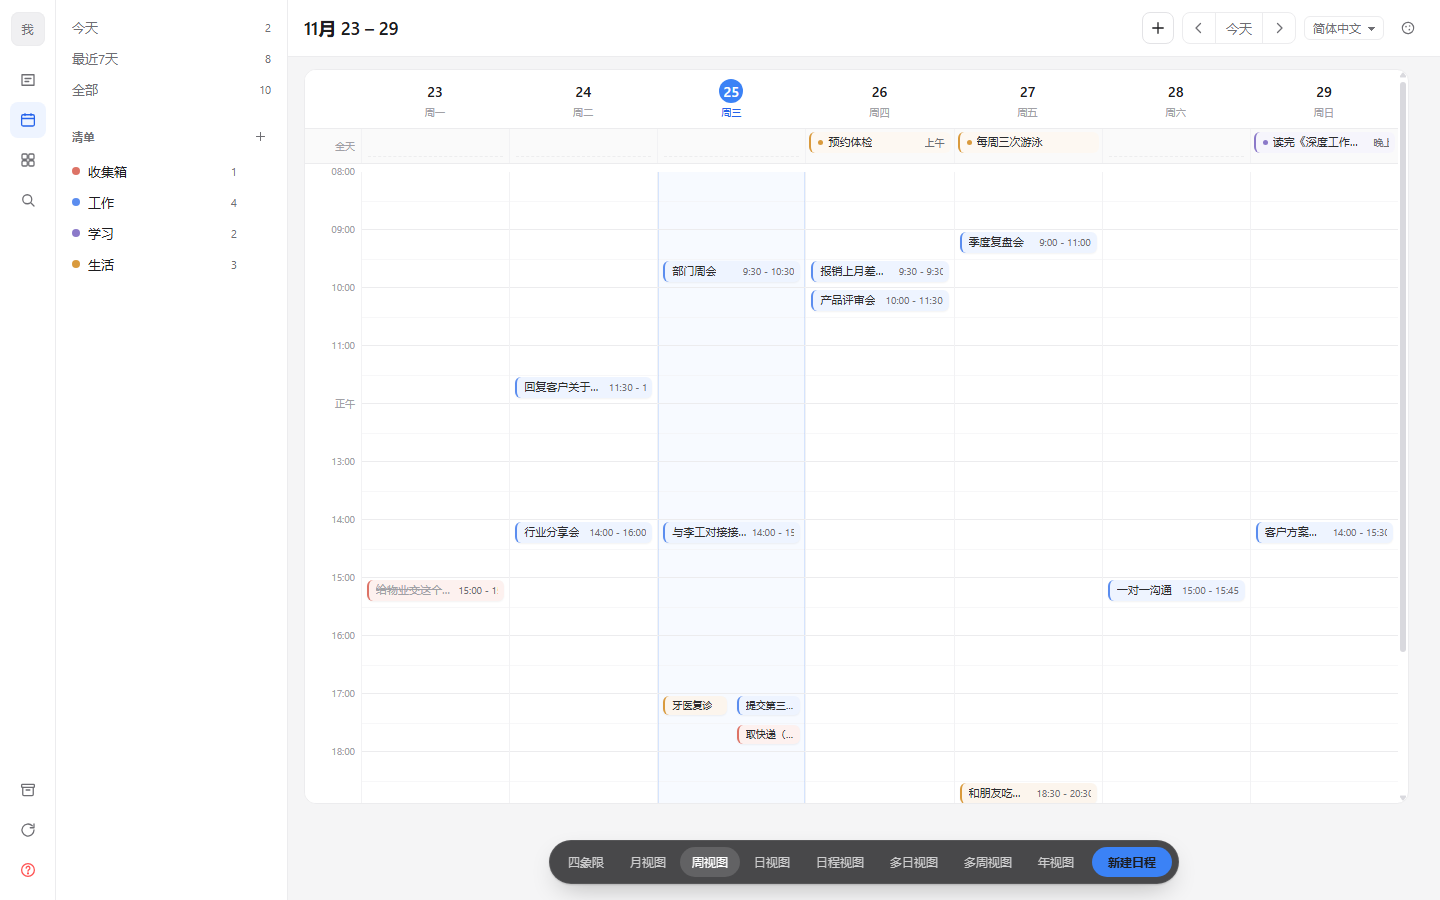 我
今天 2
最近7天 8
全部 10
清单
收集箱 1
工作 4
学习 2
生活 3
11月 23 – 29
今天
简体中文
23 24 25 26 27 28 29
周一 周二 周三 周四 周五 周六 周日
全天
预约体检 上午
每周三次游泳
读完《深度工作... 晚上
08:00
09:00
季度复盘会 9:00 - 11:00
部门周会 9:30 - 10:30
报销上月差... 9:30 - 9:30
10:00
产品评审会 10:00 - 11:30
11:00
回复客户关于... 11:30 - 1
正午
13:00
14:00
行业分享会 14:00 - 16:00
与李工对接接... 14:00 - 15
客户方案... 14:00 - 15:30
15:00
给物业交这个... 15:00 - 1
一对一沟通 15:00 - 15:45
16:00
17:00
牙医复诊
提交第三...
取快递（...
18:00
和朋友吃... 18:30 - 20:30
四象限 月视图 周视图 日视图 日程视图 多日视图 多周视图 年视图 新建日程